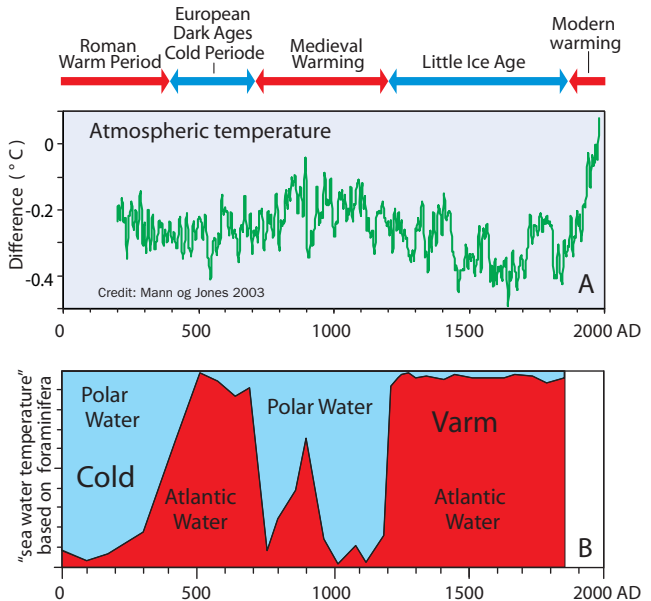 Roman
Warm Period
European
Dark Ages
Cold Periode
Medieval
Warming
Little Ice Age
Modern
warming
Atmospheric temperature
Difference ( ° C)
0
-0.2
-0.4
Credit: Mann og Jones 2003
A
0 500 1000 1500 2000 AD
"sea water temperature"
based on foraminifera
Polar
Water
Cold
Atlantic
Water
Polar Water
Varm
Atlantic
Water
B
0 500 1000 1500 2000 AD